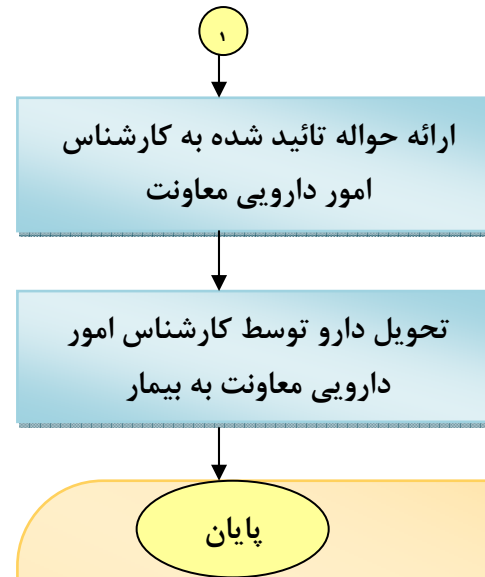 ۱
ارائه حواله تائید شده به کارشناس
امور دارویی معاونت
تحویل دارو توسط کارشناس امور
دارویی معاونت به بیمار
پایان